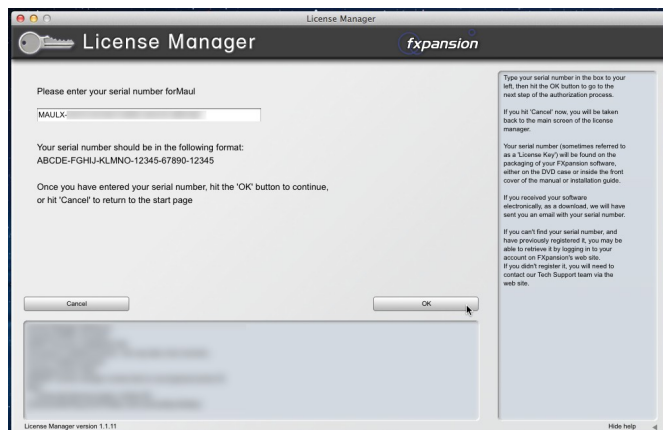 License Manager
License Manager
fxpansion
Please enter your serial number forMaul
MAULX-
Your serial number should be in the following format:
ABCDE-FGHIJ-KLMNO-12345-67890-12345
Once you have entered your serial number, hit the 'OK' button to continue,
or hit 'Cancel' to return to the start page
Cancel
OK
Type your serial number in the box to your
left, then hit the OK button to go to the
next step of the authorization process.
If you hit 'Cancel' now, you will be taken
back to the main screen of the license
manager.
Your serial number (sometimes referred to
as a 'License Key') will be found on the
packaging of your FXpansion software,
either on the DVD case or inside the front
cover of the manual or installation guide.
If you received your software
electronically, as a download, we will have
sent you an email with your serial number.
If you can't find your serial number, and
have previously registered it, you may be
able to retrieve it by logging in to your
account on FXpansion's web site.
If you didn't register it, you will need to
contact our Tech Support team via the
web site.
License Manager version 1.1.11
Hide help